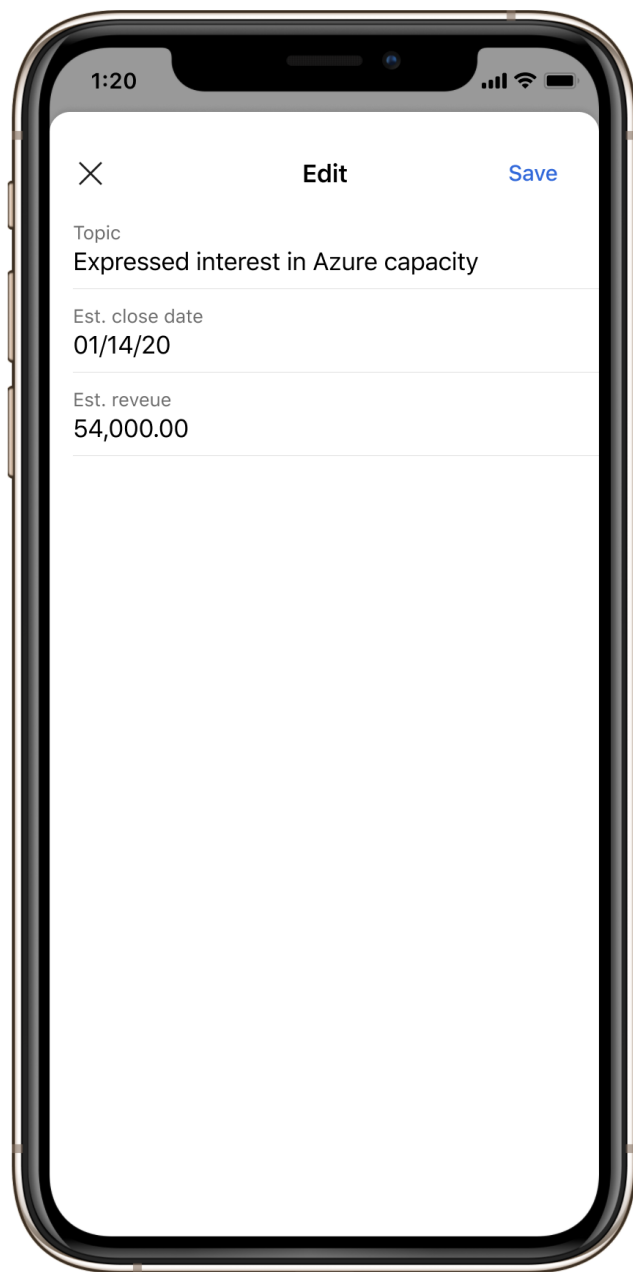 1:20
Edit
Save
Topic
Expressed interest in Azure capacity
Est. close date
01/14/20
Est. reveue
54,000.00